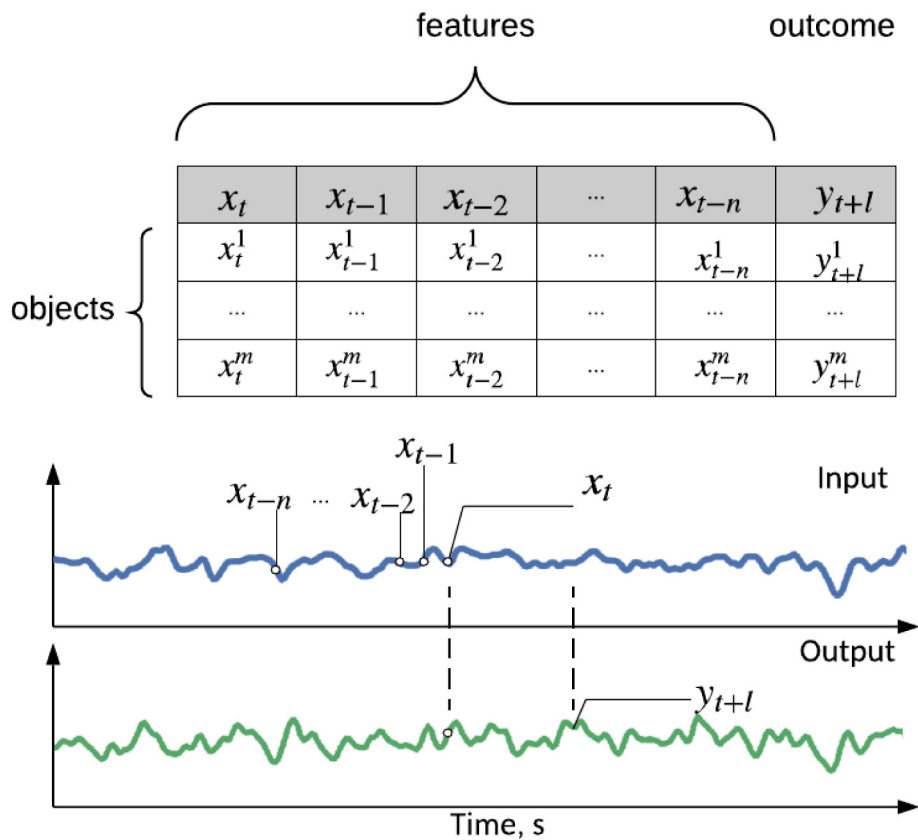 features outcome
x_t x_{t−1} x_{t−2} ... x_{t−n} y_{t+l}
x_t^1 x_{t−1}^1 x_{t−2}^1 ... x_{t−n}^1 y_{t+l}^1
objects ... ... ... ... ... ...
x_t^m x_{t−1}^m x_{t−2}^m ... x_{t−n}^m y_{t+l}^m
x_{t−1}
x_{t−n} ... x_{t−2} x_t Input
Output
y_{t+l}
Time, s